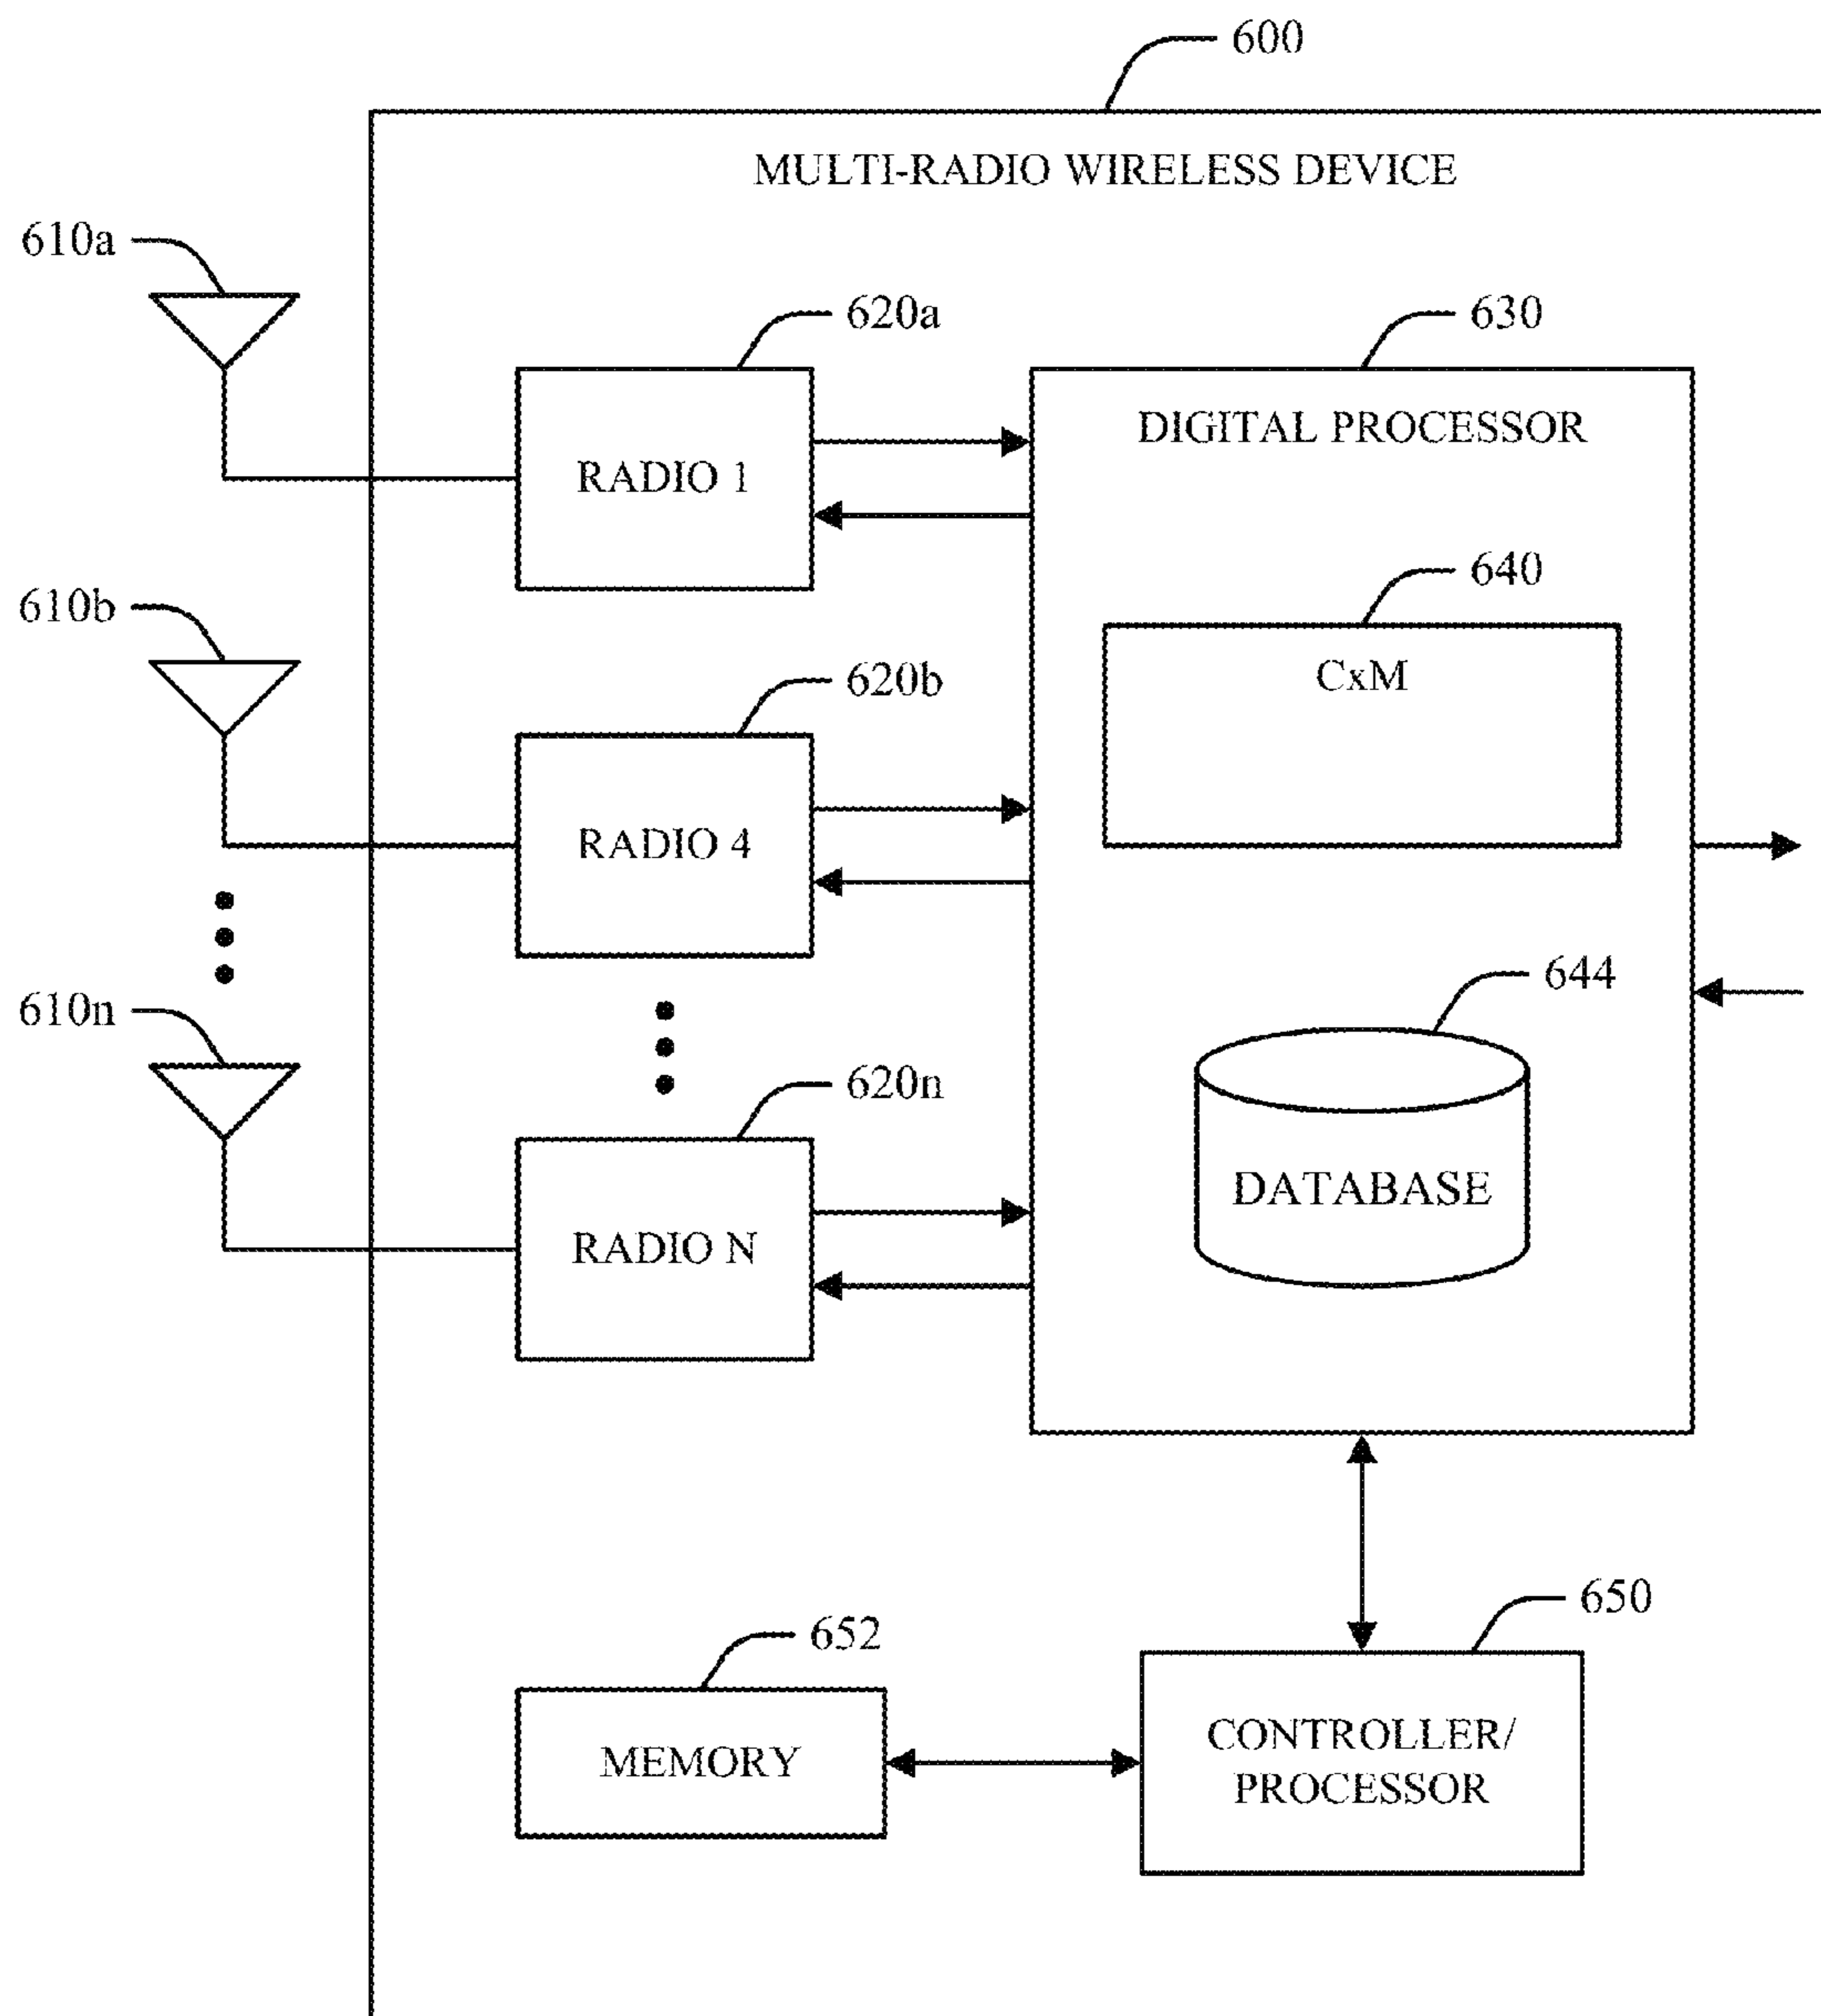 600
MULTI-RADIO WIRELESS DEVICE
610a
620a
630
RADIO 1
DIGITAL PROCESSOR
640
CxM
610b
620b
RADIO 4
644
DATABASE
610n
620n
RADIO N
650
CONTROLLER/
PROCESSOR
652
MEMORY